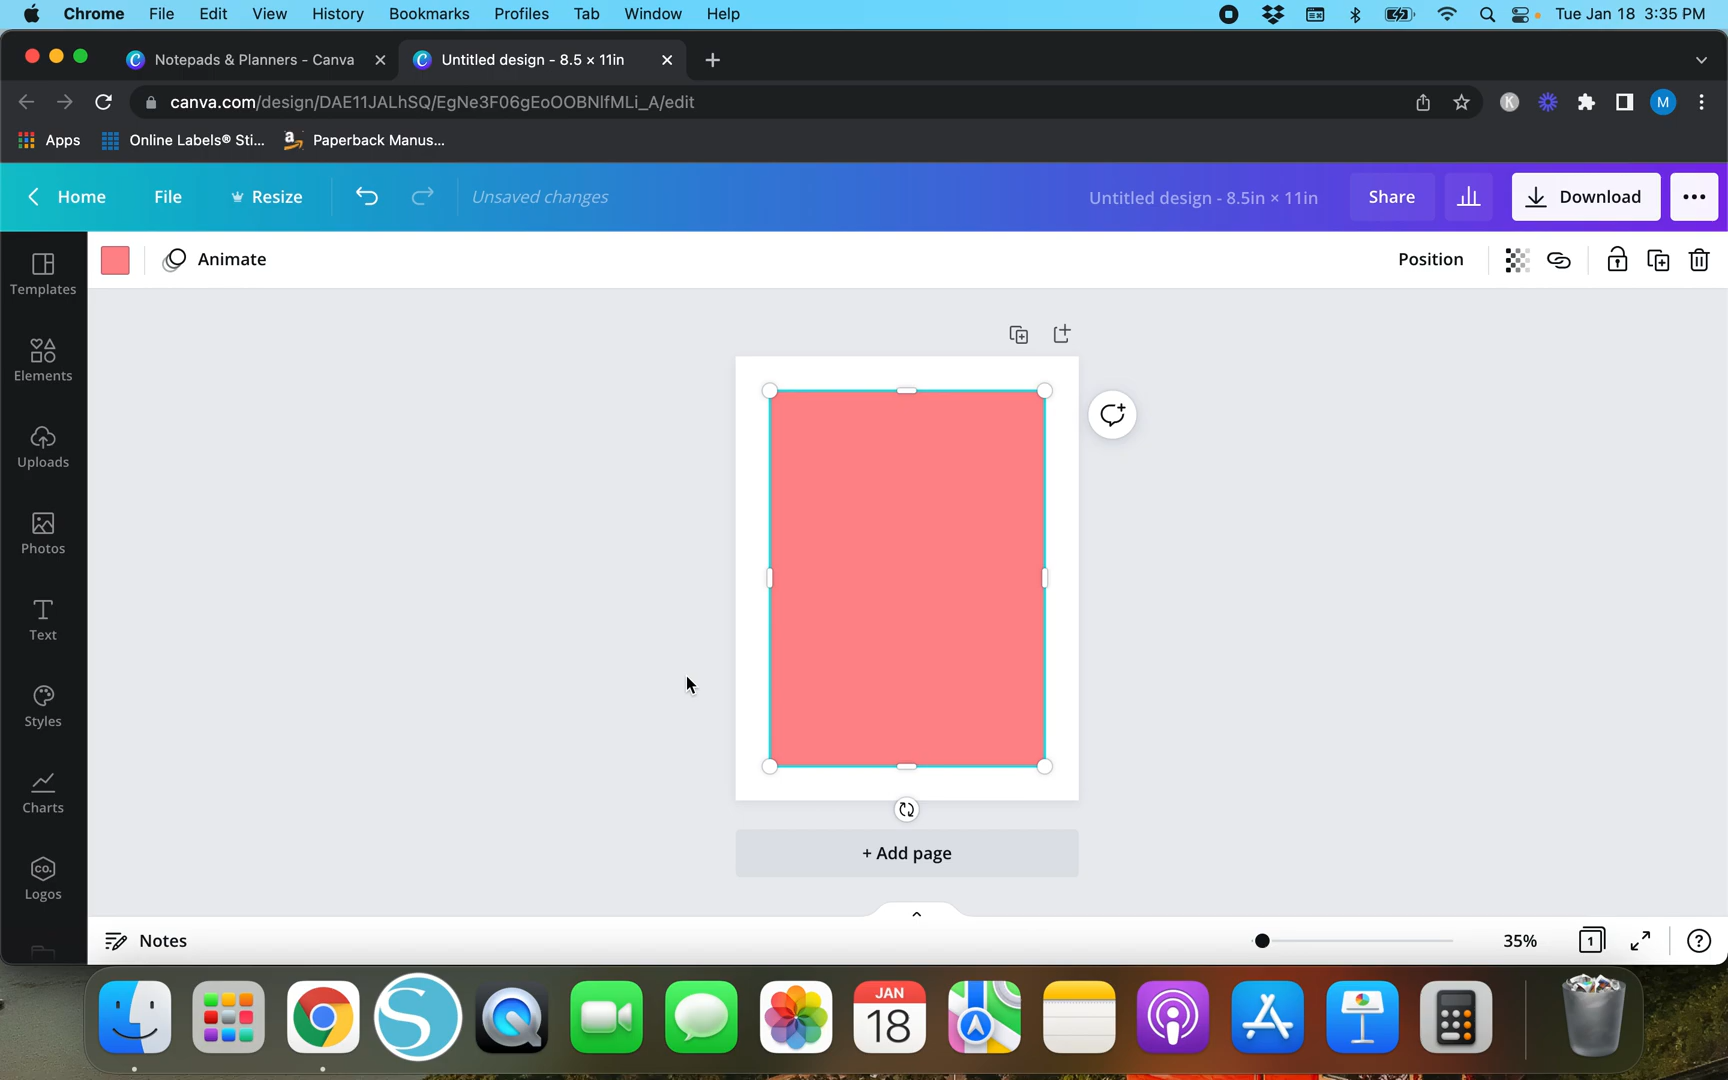 Chrome File Edit View History Bookmarks Profiles Tab Window Help Tue Jan 18 3:35 PM
Notepads & Planners - Canva Untitled design - 8.5 × 11in
canva.com/design/DAE11JALhSQ/EgNe3F06gEoOOBNlfMLi_A/edit K M
Apps Online Labels® Sti... a Paperback Manus...
Home File Resize Unsaved changes Untitled design - 8.5in × 11in Share Download
Animate Position
Templates
Elements
Uploads
Photos
Text
Styles
Charts
co.
Logos
+ Add page
Notes 35% 1 ?
JAN
18